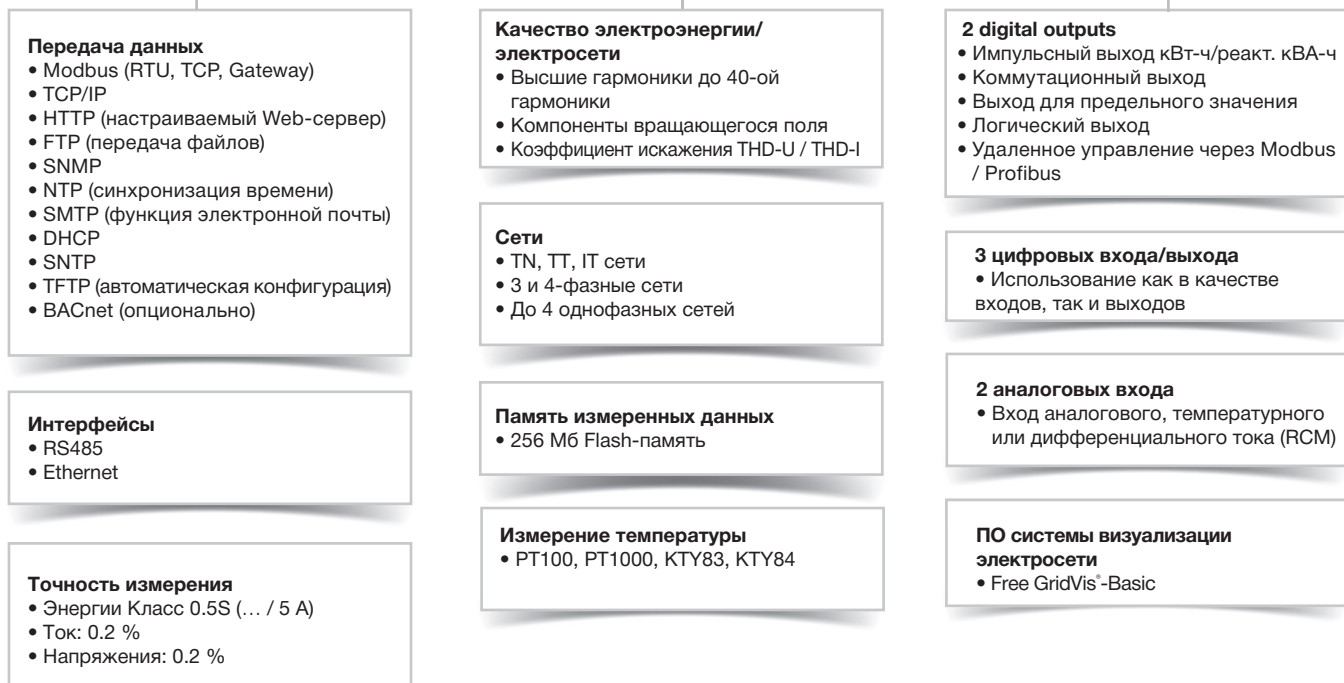 Передача данных
• Modbus (RTU, TCP, Gateway)
• TCP/IP
• HTTP (настраиваемый Web-сервер)
• FTP (передача файлов)
• SNMP
• NTP (синхронизация времени)
• SMTP (функция электронной почты)
• DHCP
• SNTP
• TFTP (автоматическая конфигурация)
• BACnet (опционально)
Интерфейсы
• RS485
• Ethernet
Точность измерения
• Энергии Класс 0.5S (… / 5 A)
• Ток: 0.2 %
• Напряжения: 0.2 %
Качество электроэнергии/
электросети
• Высшие гармоники до 40-ой
гармоники
• Компоненты вращающегося поля
• Коэффициент искажения THD-U / THD-I
Сети
• TN, TT, IT сети
• 3 и 4-фазные сети
• До 4 однофазных сетей
Память измеренных данных
• 256 Мб Flash-память
Измерение температуры
• PT100, PT1000, KTY83, KTY84
2 digital outputs
• Импульсный выход кВт-ч/реакт. кВА-ч
• Коммутационный выход
• Выход для предельного значения
• Логический выход
• Удаленное управление через Modbus
/ Profibus
3 цифровых входа/выхода
• Использование как в качестве
входов, так и выходов
2 аналоговых входа
• Вход аналогового, температурного
или дифференциального тока (RCM)
ПО системы визуализации
электросети
• Free GridVis®-Basic